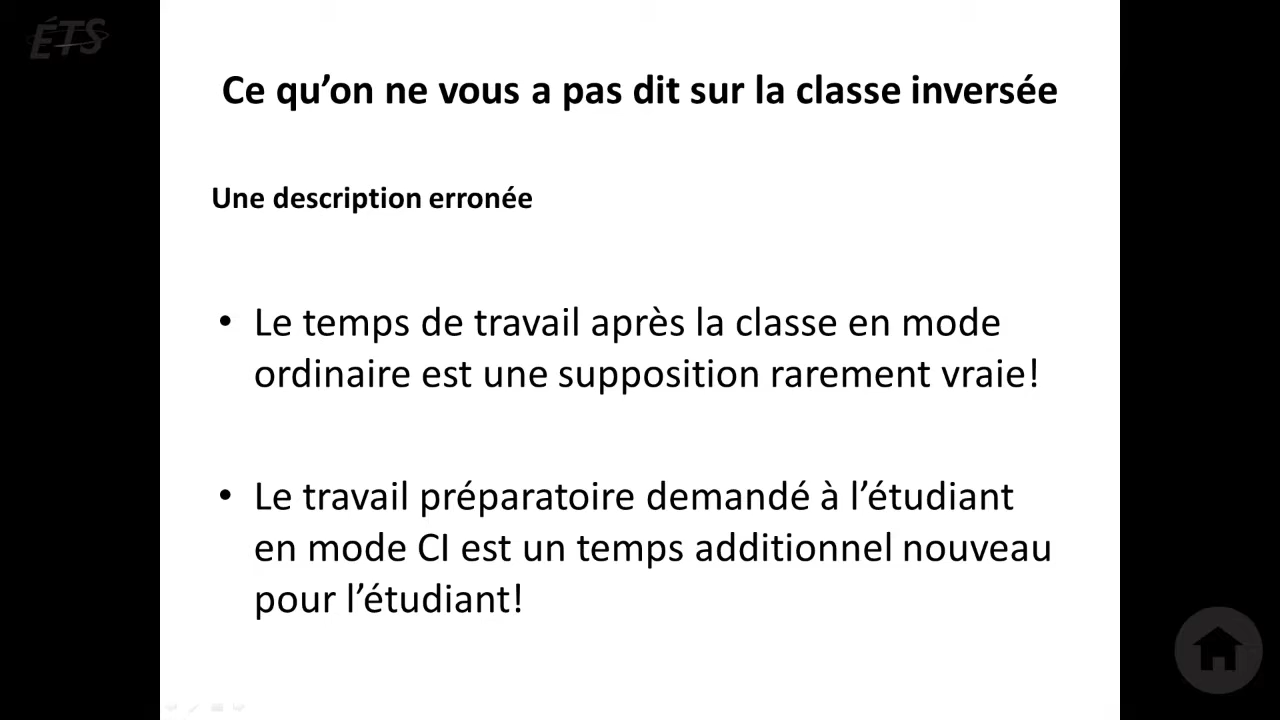 ÉTS
Ce qu’on ne vous a pas dit sur la classe inversée
Une description erronée
• Le temps de travail après la classe en mode
ordinaire est une supposition rarement vraie!
• Le travail préparatoire demandé à l’étudiant
en mode CI est un temps additionnel nouveau
pour l’étudiant!